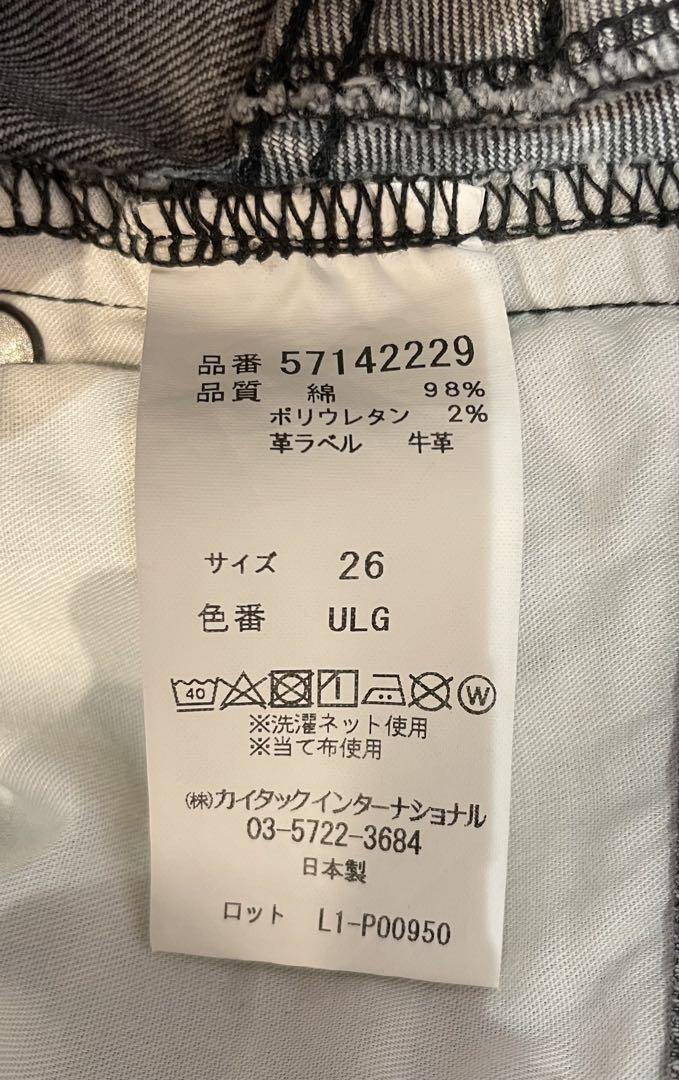 品番 57142229
品質 綿 98%
ポリウレタン 2%
革ラベル 牛革
サイズ 26
色番 ULG
40 W
※洗濯ネット使用
※当て布使用
(株)カイタックインターナショナル
03-5722-3684
日本製
ロット L1-P00950